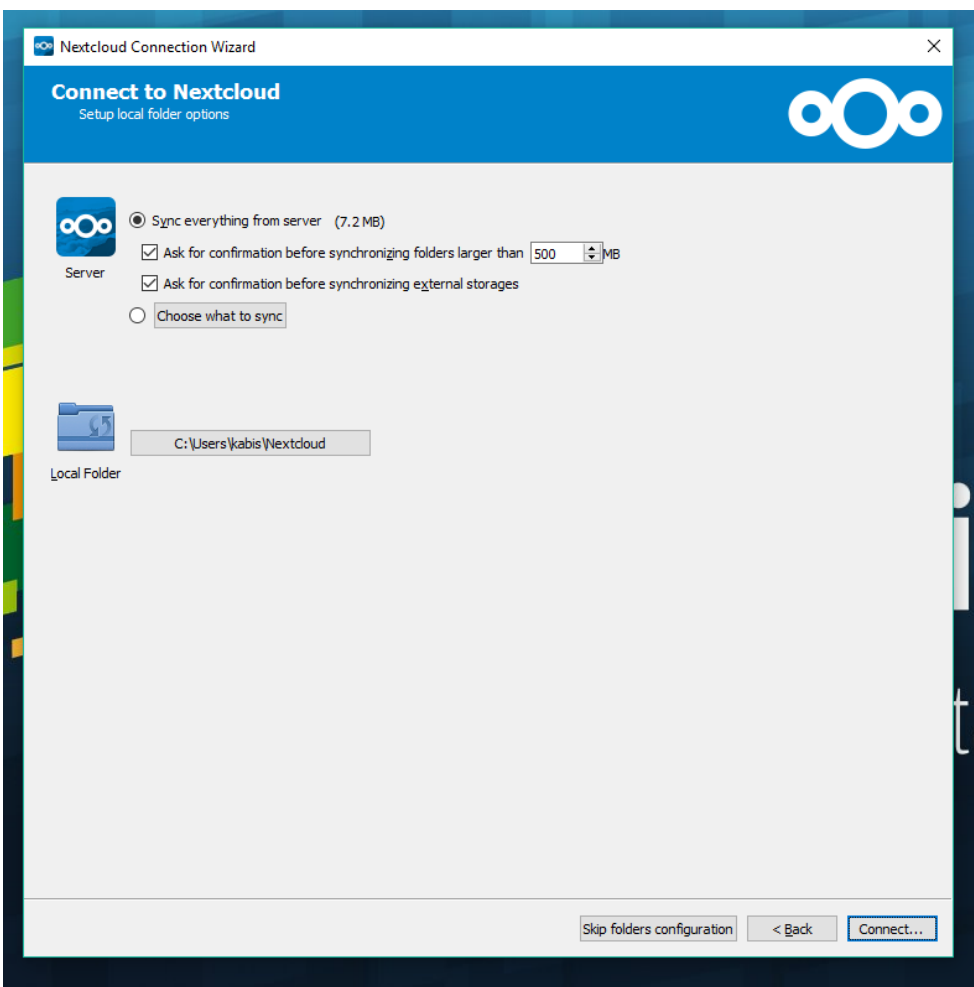 Nextcloud Connection Wizard
Connect to Nextcloud
Setup local folder options
Sync everything from server (7.2 MB)
Ask for confirmation before synchronizing folders larger than 500 MB
Server
Ask for confirmation before synchronizing external storages
Choose what to sync
C:\Users\kabis\Nextcloud
Local Folder
i
t
Skip folders configuration
< Back
Connect...